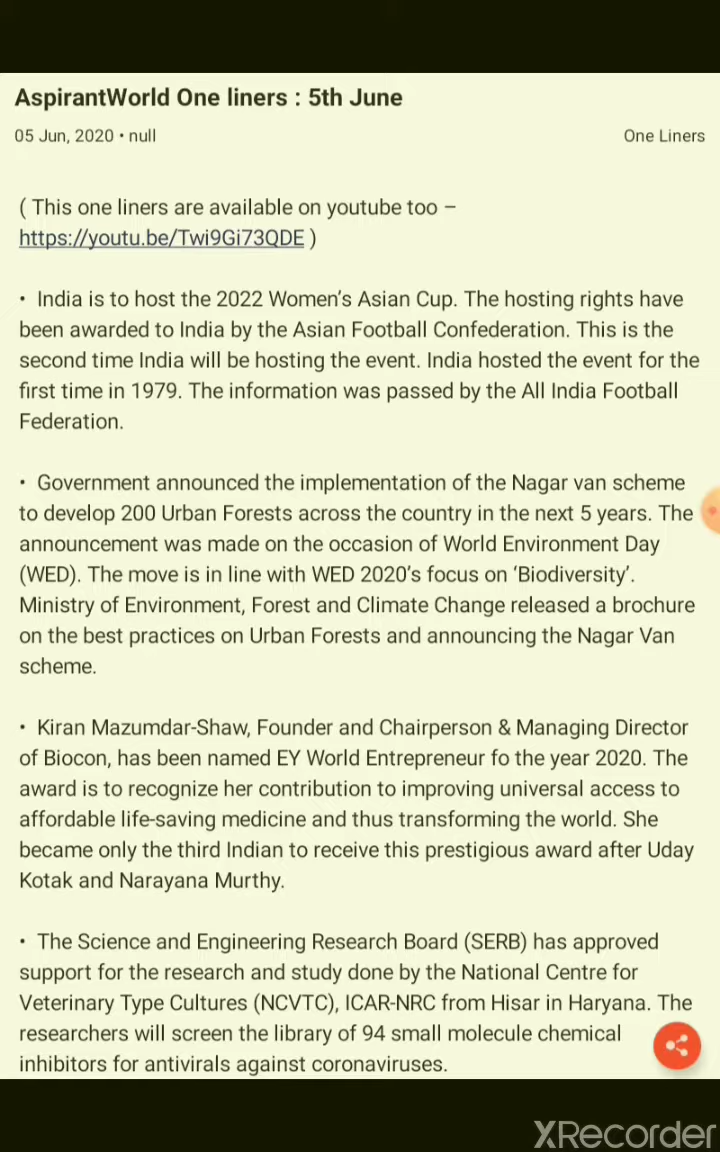 AspirantWorld One liners : 5th June
05 Jun, 2020 • null
One Liners
( This one liners are available on youtube too –
https://youtu.be/Twi9Gi73QDE )
• India is to host the 2022 Women's Asian Cup. The hosting rights have
been awarded to India by the Asian Football Confederation. This is the
second time India will be hosting the event. India hosted the event for the
first time in 1979. The information was passed by the All India Football
Federation.
• Government announced the implementation of the Nagar van scheme
to develop 200 Urban Forests across the country in the next 5 years. The
announcement was made on the occasion of World Environment Day
(WED). The move is in line with WED 2020's focus on ‘Biodiversity’.
Ministry of Environment, Forest and Climate Change released a brochure
on the best practices on Urban Forests and announcing the Nagar Van
scheme.
• Kiran Mazumdar-Shaw, Founder and Chairperson & Managing Director
of Biocon, has been named EY World Entrepreneur fo the year 2020. The
award is to recognize her contribution to improving universal access to
affordable life-saving medicine and thus transforming the world. She
became only the third Indian to receive this prestigious award after Uday
Kotak and Narayana Murthy.
• The Science and Engineering Research Board (SERB) has approved
support for the research and study done by the National Centre for
Veterinary Type Cultures (NCVTC), ICAR-NRC from Hisar in Haryana. The
researchers will screen the library of 94 small molecule chemical
inhibitors for antivirals against coronaviruses.
XRecorder